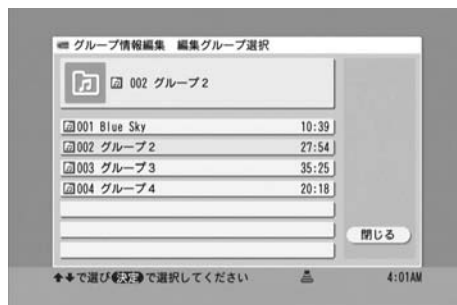 グループ情報編集 編集グループ選択
002 グループ2
001 Blue Sky 10:39
002 グループ2 27:54
003 グループ3 35:25
004 グループ4 20:18
閉じる
↑↓で選び決定で選択してください 4:01AM